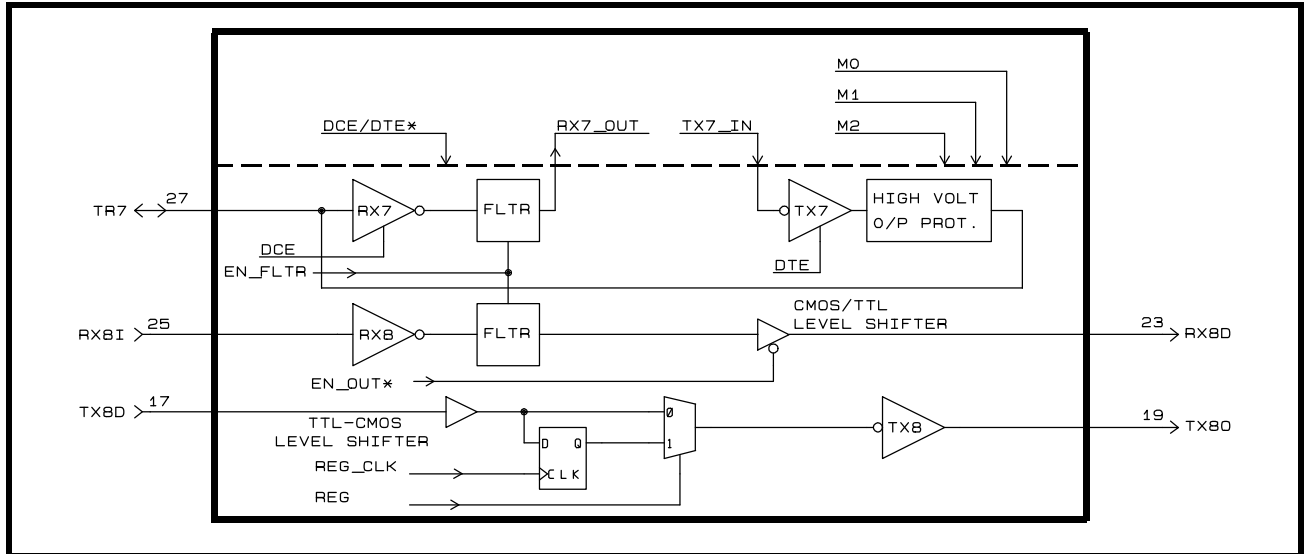 M0
M1
DCE/DTE*
RX7_OUT
TX7_IN
M2
TR7
27
RX7
FLTR
TX7
HIGH VOLT
O/P PROT.
DCE
EN_FLTR
DTE
RX8I
25
RX8
FLTR
CMOS/TTL
LEVEL SHIFTER
23
RX8D
EN_OUT*
TX8D
17
TTL-CMOS
LEVEL SHIFTER
0
1
D
Q
CLK
TX8
19
TX8O
REG_CLK
REG